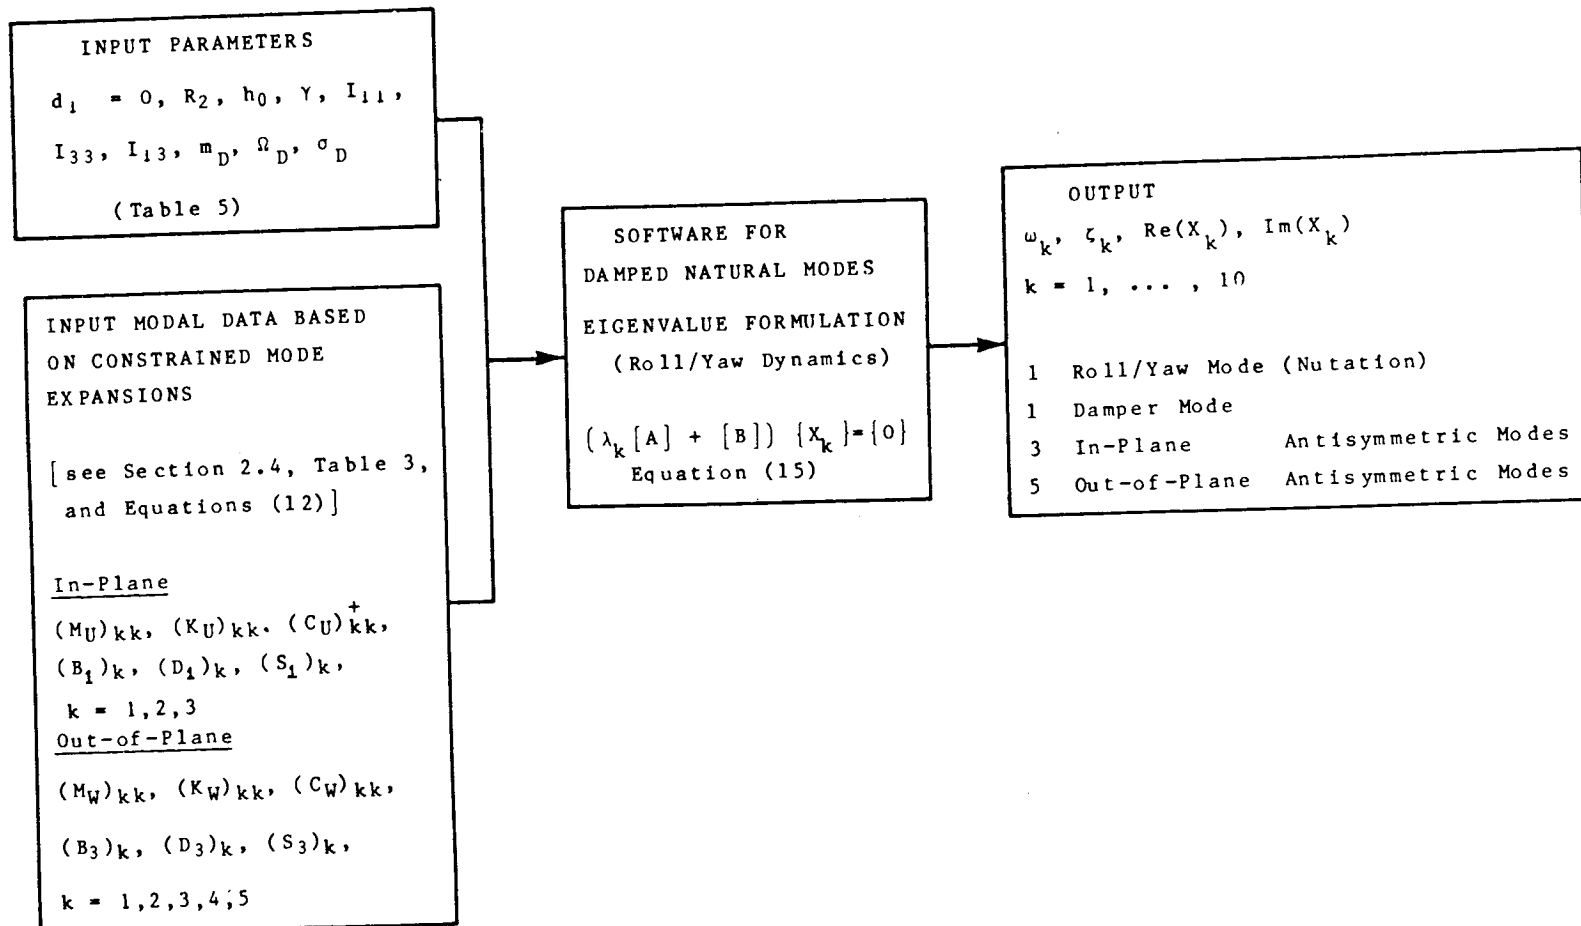 INPUT PARAMETERS
d₁ = 0, R₂, h₀, γ, I₁₁,
I₃₃, I₁₃, m_D, Ω_D, σ_D
(Table 5)
INPUT MODAL DATA BASED
ON CONSTRAINED MODE
EXPANSIONS
[see Section 2.4, Table 3,
and Equations (12)]
In-Plane
(M_U)kk, (K_U)kk. (C_U)⁺kk,
(B₁)k, (D₁)k, (S₁)k,
k = 1,2,3
Out-of-Plane
(M_W)kk, (K_W)kk, (C_W)kk,
(B₃)k, (D₃)k, (S₃)k,
k = 1,2,3,4,5
SOFTWARE FOR
DAMPED NATURAL MODES
EIGENVALUE FORMULATION
(Roll/Yaw Dynamics)
(λ_k[A] + [B]) {X_k}={0}
Equation (15)
OUTPUT
ω_k, ζ_k, Re(X_k), Im(X_k)
k = 1, ... , 10
1 Roll/Yaw Mode (Nutation)
1 Damper Mode
3 In-Plane Antisymmetric Modes
5 Out-of-Plane Antisymmetric Modes